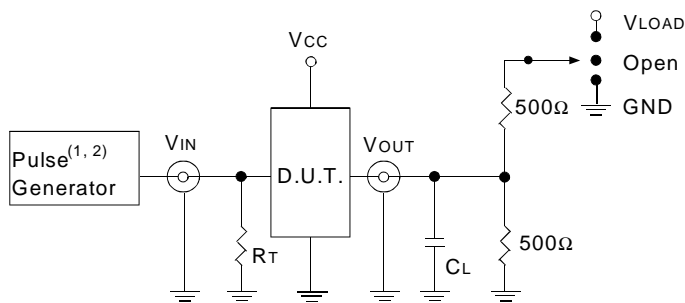 VLOAD
VCC
Open
500Ω
GND
VIN
VOUT
Pulse(1, 2)
Generator
D.U.T.
500Ω
RT
CL